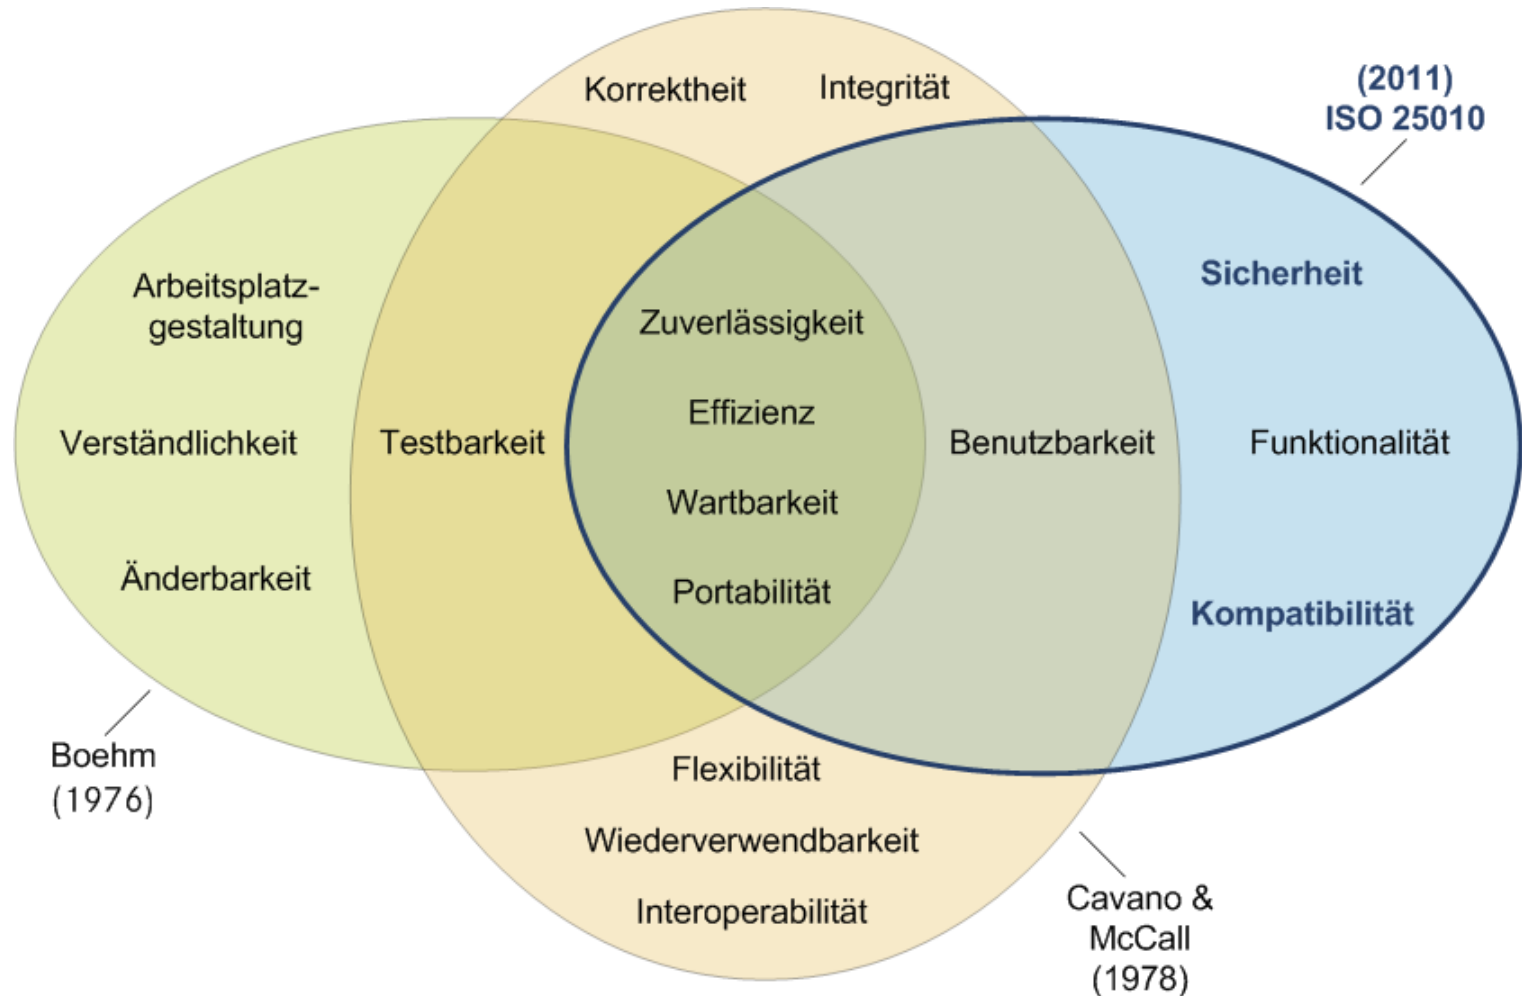 Korrektheit
Integrität
(2011)
ISO 25010
Arbeitsplatz-
gestaltung
Zuverlässigkeit
Sicherheit
Effizienz
Verständlichkeit
Testbarkeit
Benutzbarkeit
Funktionalität
Wartbarkeit
Änderbarkeit
Portabilität
Kompatibilität
Boehm
(1976)
Flexibilität
Wiederverwendbarkeit
Interoperabilität
Cavano &
McCall
(1978)